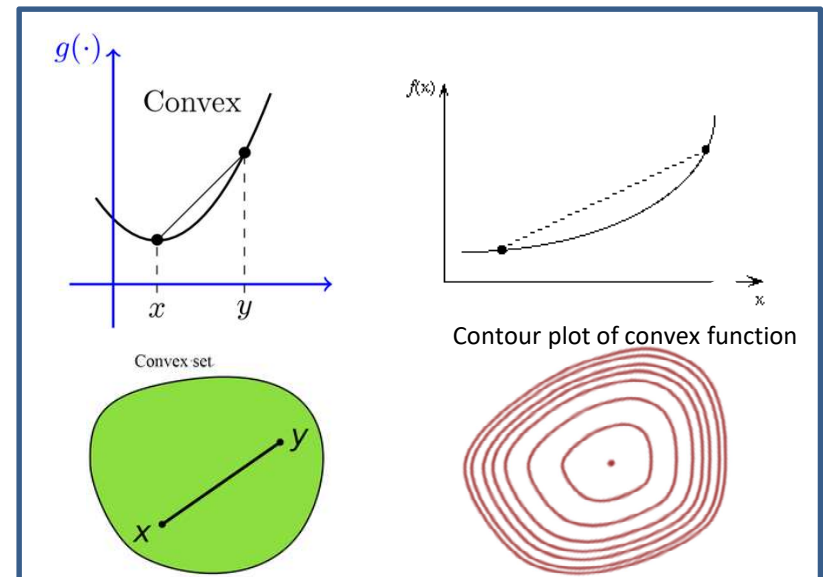 g(·)
Convex
x
y
f(x)
x
Contour plot of convex function
Convex set
x
y